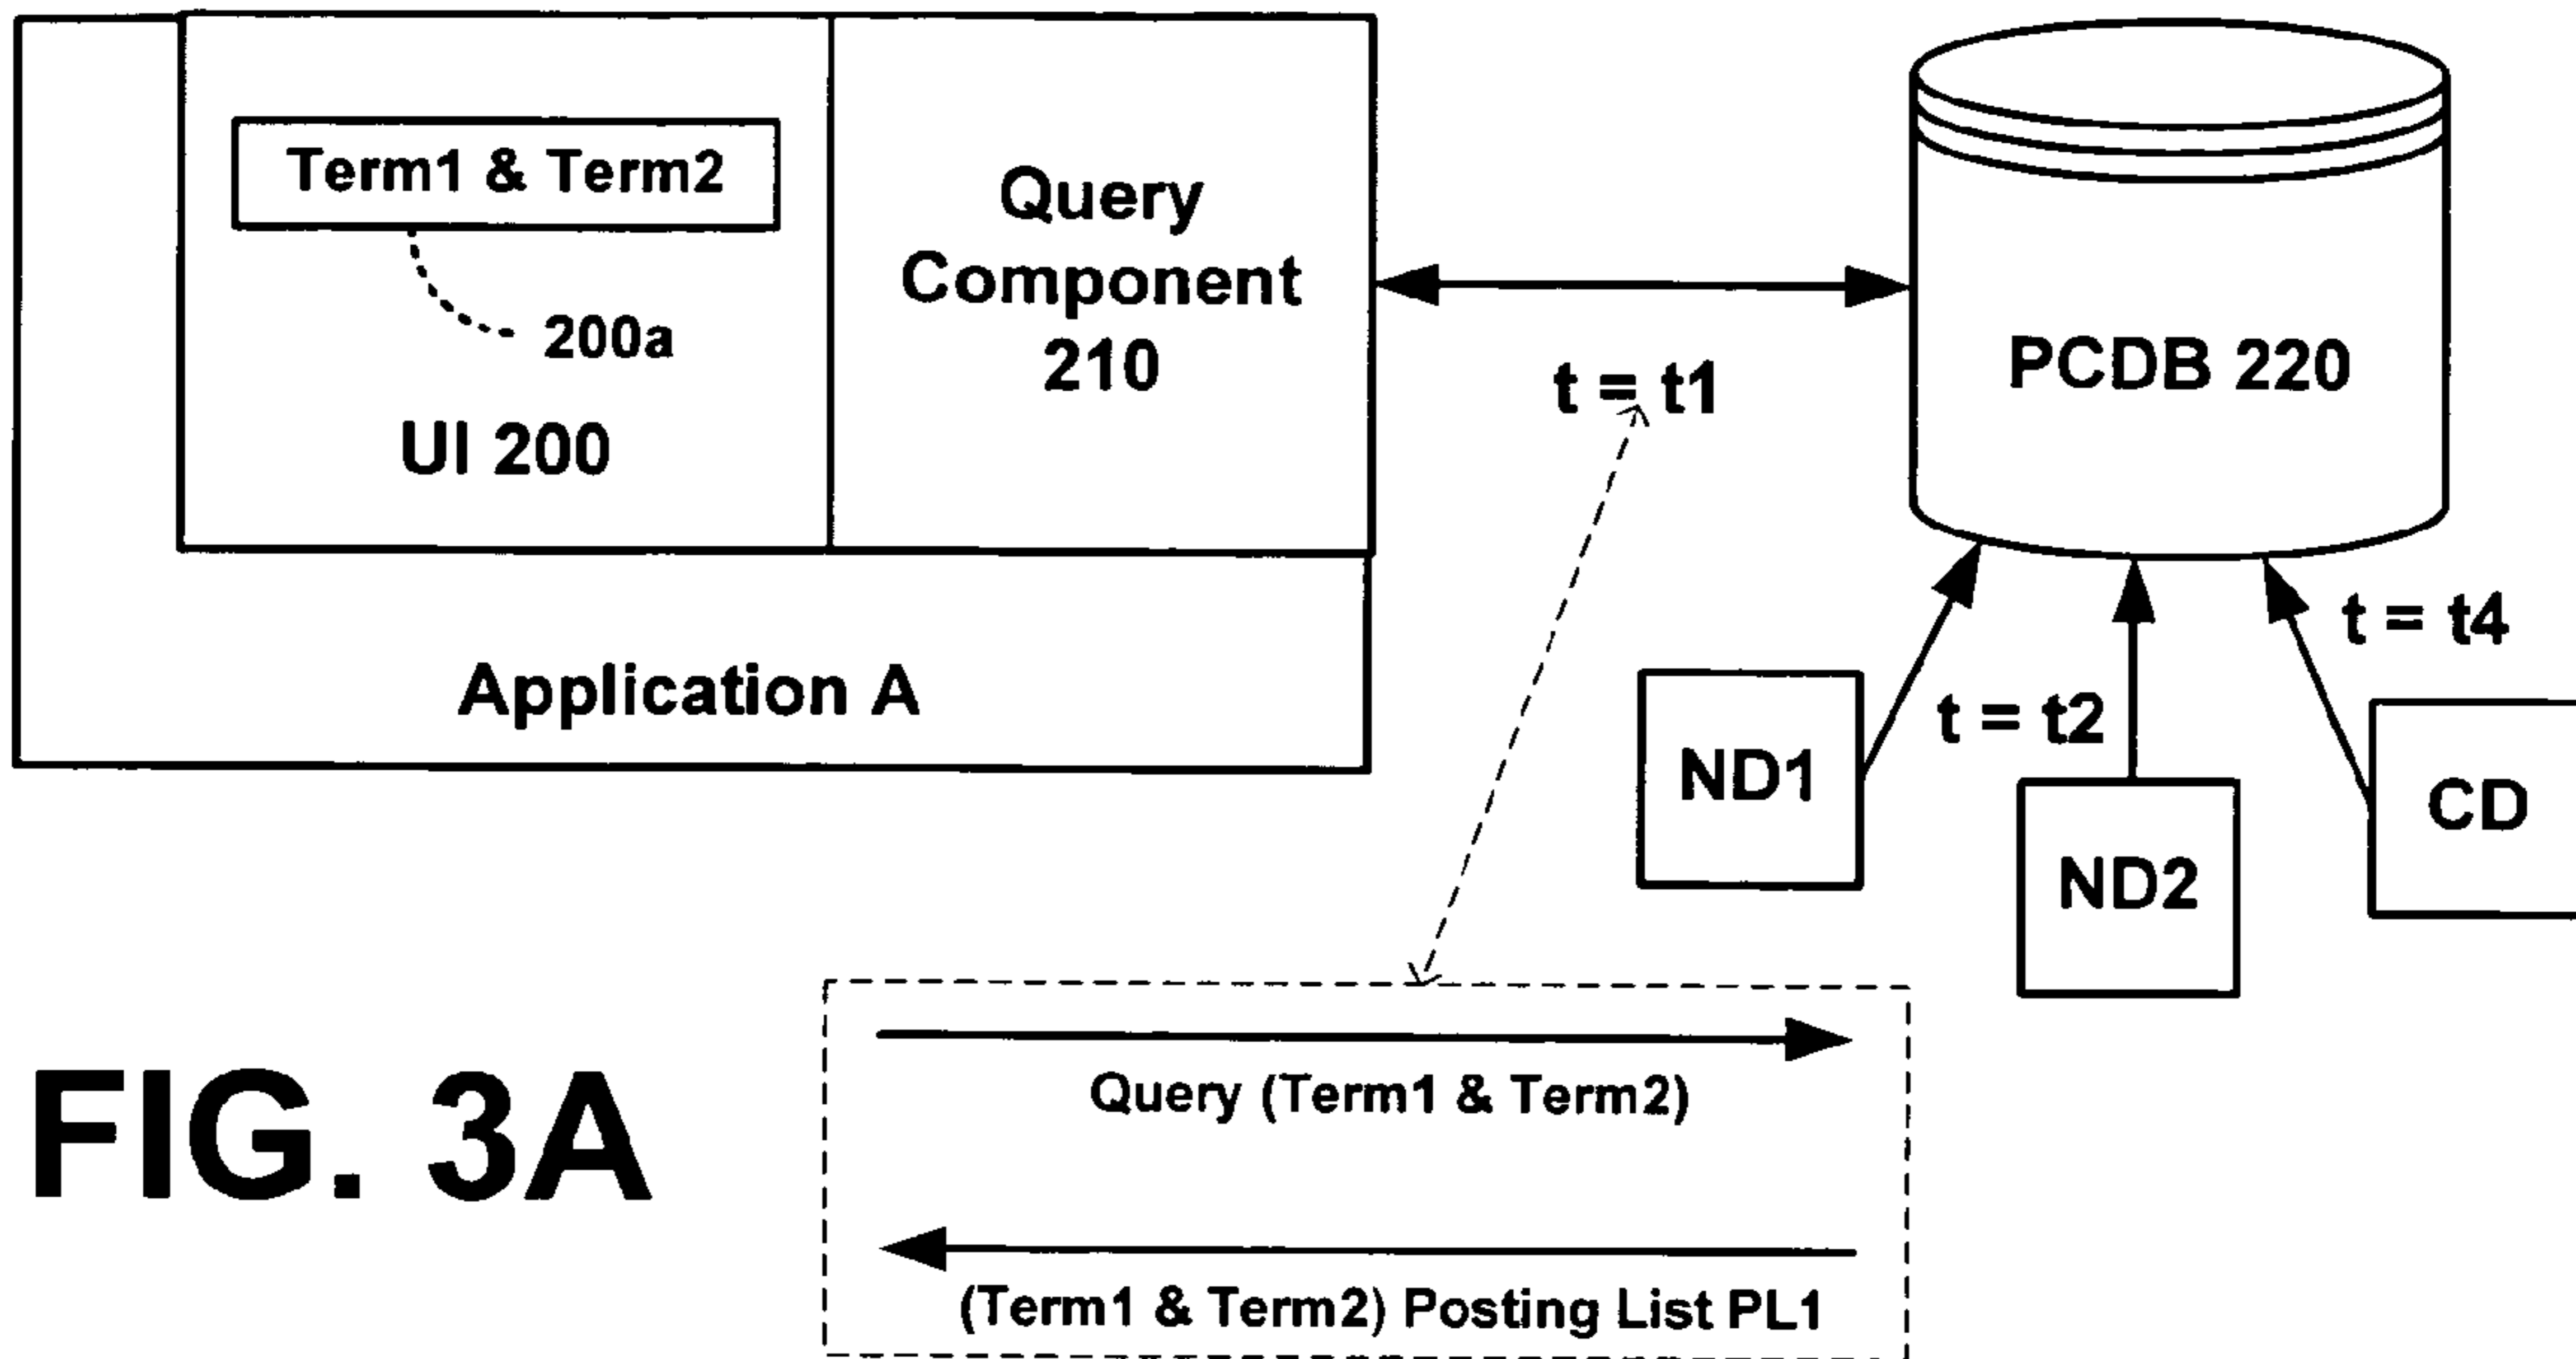 Term1 & Term2
200a
UI 200
Query
Component
210
Application A
t = t1
PCDB 220
t = t4
t = t2
ND1
ND2
CD
Query (Term1 & Term2)
(Term1 & Term2) Posting List PL1
FIG. 3A